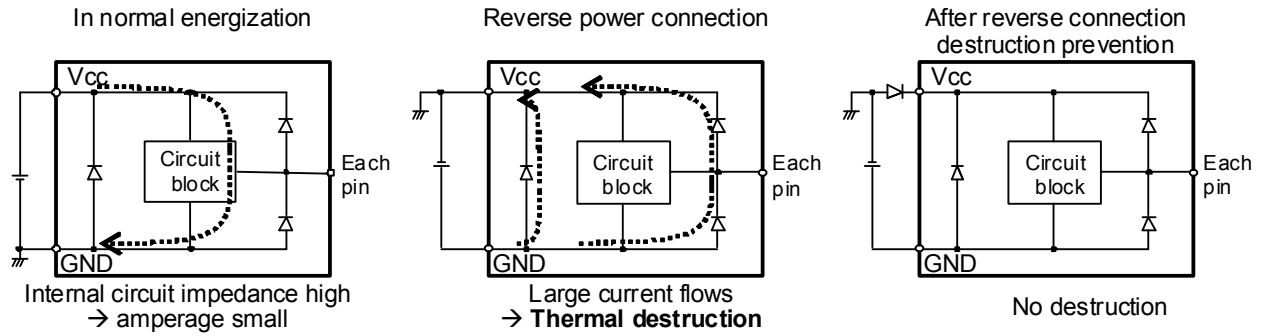 In normal energization
Vcc
Circuit
block
Each
pin
GND
Internal circuit impedance high
→ amperage small
Reverse power connection
Vcc
Circuit
block
Each
pin
GND
Large current flows
→ Thermal destruction
After reverse connection
destruction prevention
Vcc
Circuit
block
Each
pin
GND
No destruction